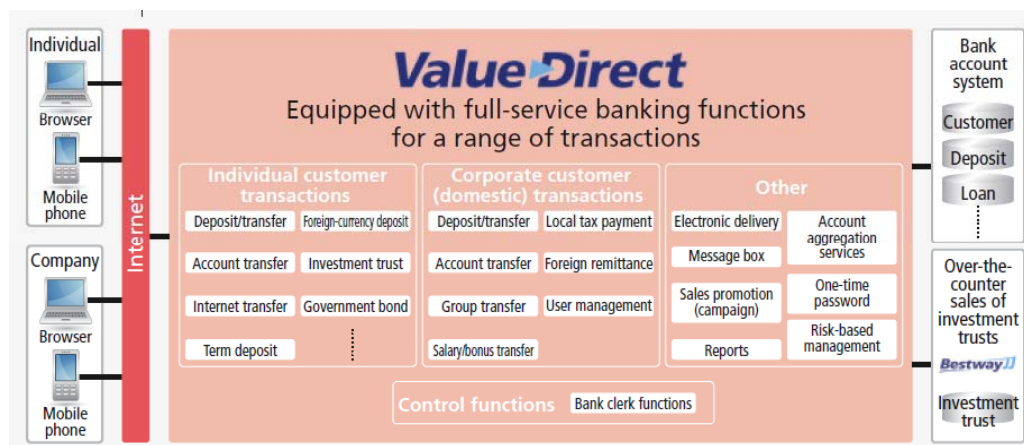 Individual
Browser
Mobile
phone
Company
Browser
Mobile
phone
Internet
Value Direct
Equipped with full-service banking functions
for a range of transactions
Individual customer
transactions
Deposit/transfer
Foreign-currency deposit
Account transfer
Investment trust
Internet transfer
Government bond
Term deposit
Corporate customer
(domestic) transactions
Deposit/transfer
Local tax payment
Account transfer
Foreign remittance
Group transfer
User management
Salary/bonus transfer
Other
Electronic delivery
Message box
Sales promotion
(campaign)
Reports
Account
aggregation
services
One-time
password
Risk-based
management
Control functions
Bank clerk functions
Bank
account
system
Customer
Deposit
Loan
Over-the-
counter
sales of
investment
trusts
BestwayJJ
Investment
trust